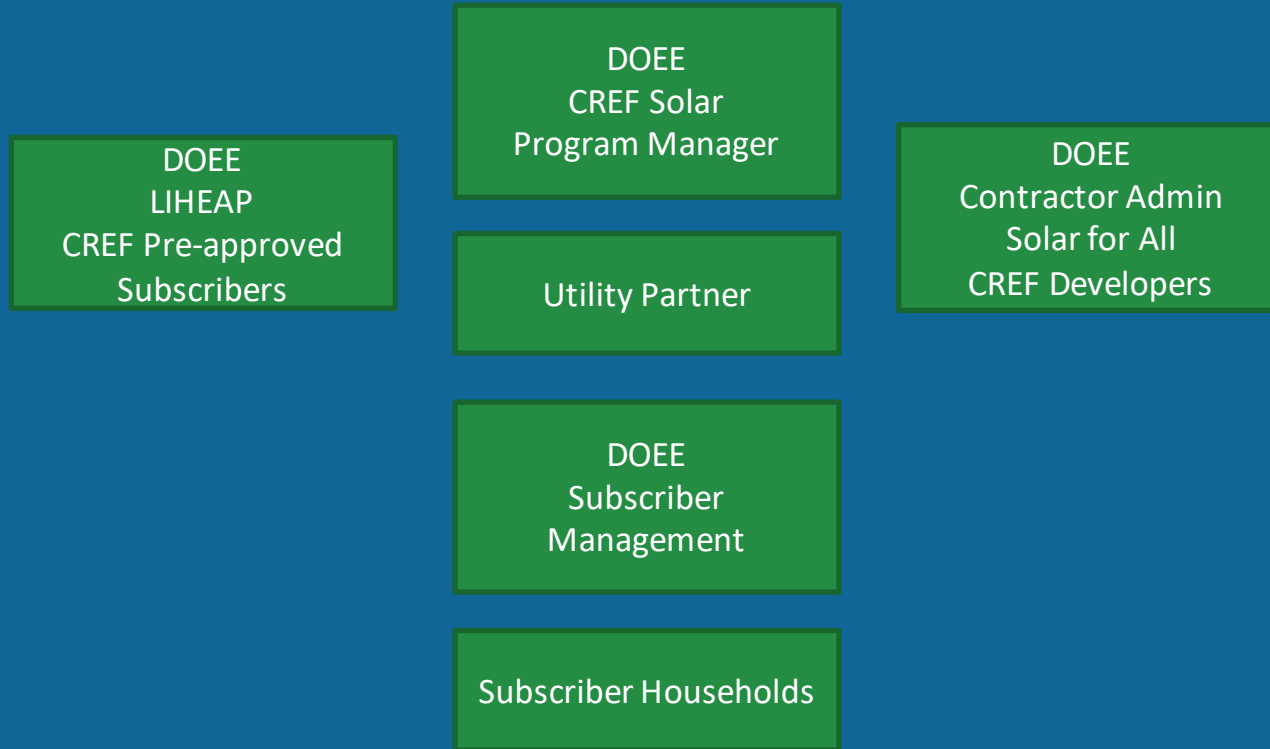 DOEE
CREF Solar
Program Manager
DOEE
LIHEAP
CREF Pre-approved
Subscribers
DOEE
Contractor Admin
Solar for All
CREF Developers
Utility Partner
DOEE
Subscriber
Management
Subscriber Households